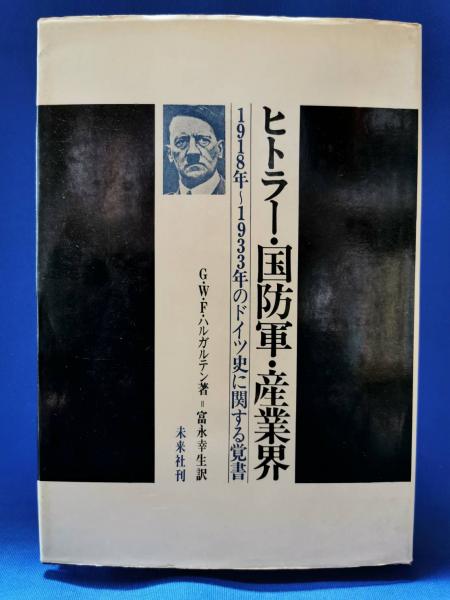 ヒトラー・国防軍・産業界
1918年～1933年のドイツ史に関する覚書
G・W・F・ハルガルテン著=富永幸生訳
未来社刊